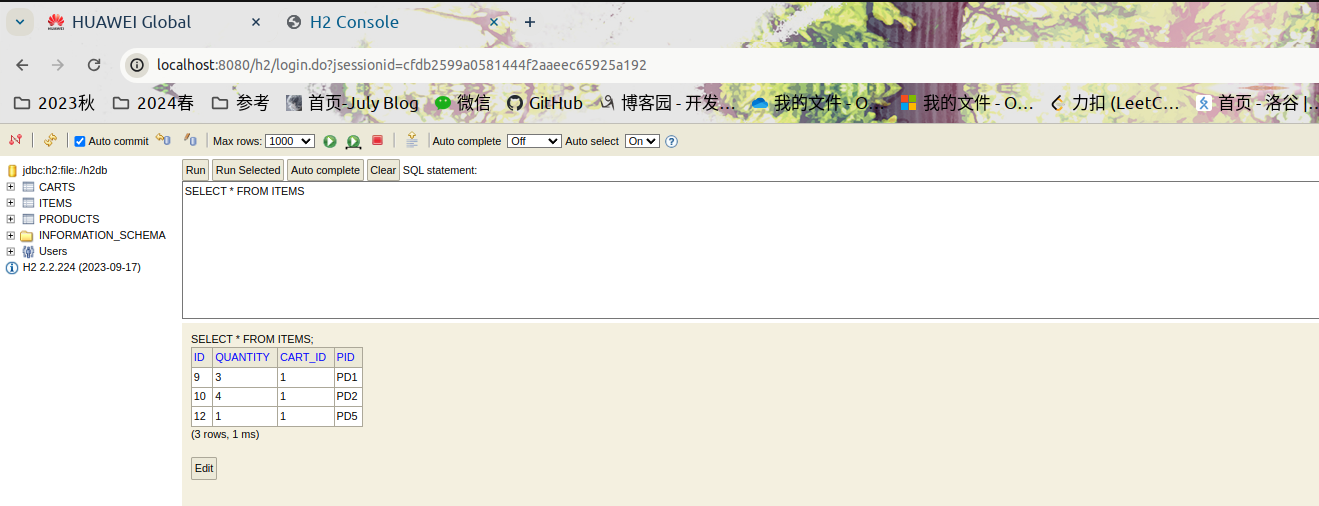 HUAWEI Global
H2 Console
localhost:8080/h2/login.do?jsessionid=cfdb2599a0581444f2aaeec65925a192
2023秋 2024春 参考 首页-July Blog 微信 GitHub 博客园 - 开发… 我的文件 - O… 我的文件 - O… 力扣 (LeetC… 首页 - 洛谷 |…
Auto commit Max rows: 1000 Auto complete Off Auto select On
jdbc:h2:file:./h2db
CARTS
ITEMS
PRODUCTS
INFORMATION_SCHEMA
Users
H2 2.2.224 (2023-09-17)
Run Run Selected Auto complete Clear SQL statement:
SELECT * FROM ITEMS
SELECT * FROM ITEMS;
ID QUANTITY CART_ID PID
9 3 1 PD1
10 4 1 PD2
12 1 1 PD5
(3 rows, 1 ms)
Edit